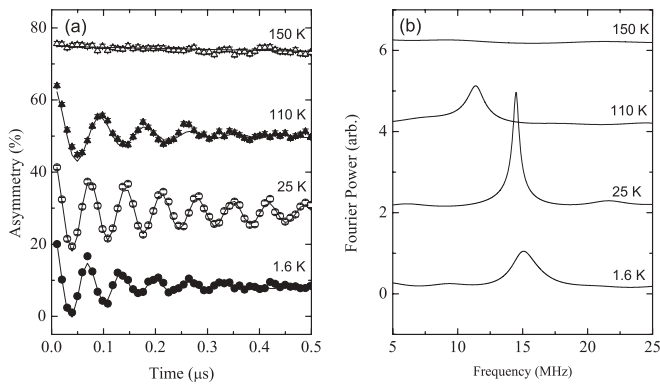 (a)
150 K
110 K
25 K
1.6 K
80
60
40
20
0
Asymmetry (%)
0.0 0.1 0.2 0.3 0.4 0.5
Time (μs)
(b)
150 K
110 K
25 K
1.6 K
6
4
2
0
Fourier Power (arb.)
5 10 15 20 25
Frequency (MHz)